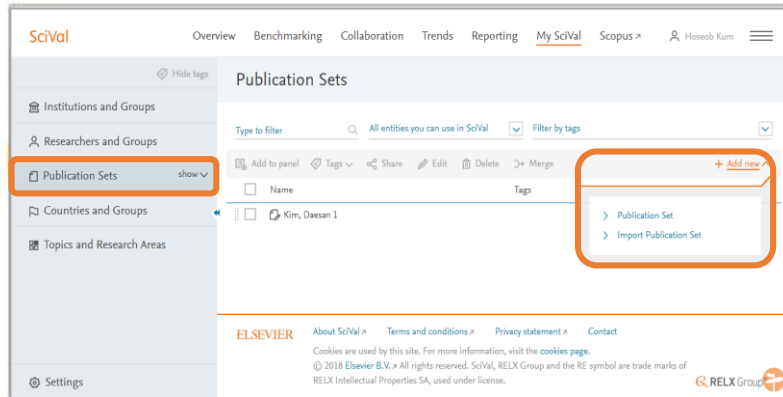 SciVal
Overview Benchmarking Collaboration Trends Reporting My SciVal Scopus Hoseob Kum
Hide tags
Institutions and Groups
Researchers and Groups
Publication Sets show
Countries and Groups
Topics and Research Areas
Settings
Publication Sets
Type to filter All entities you can use in SciVal Filter by tags
Add to panel Tags Share Edit Delete Merge + Add new
Name Tags
Kim, Daesan 1
Publication Set
Import Publication Set
ELSEVIER
About SciVal Terms and conditions Privacy statement Contact
Cookies are used by this site. For more information, visit the cookies page.
© 2018 Elsevier B.V. All rights reserved. SciVal, RELX Group and the RE symbol are trade marks of
RELX Intellectual Properties SA, used under license.
RELX Group